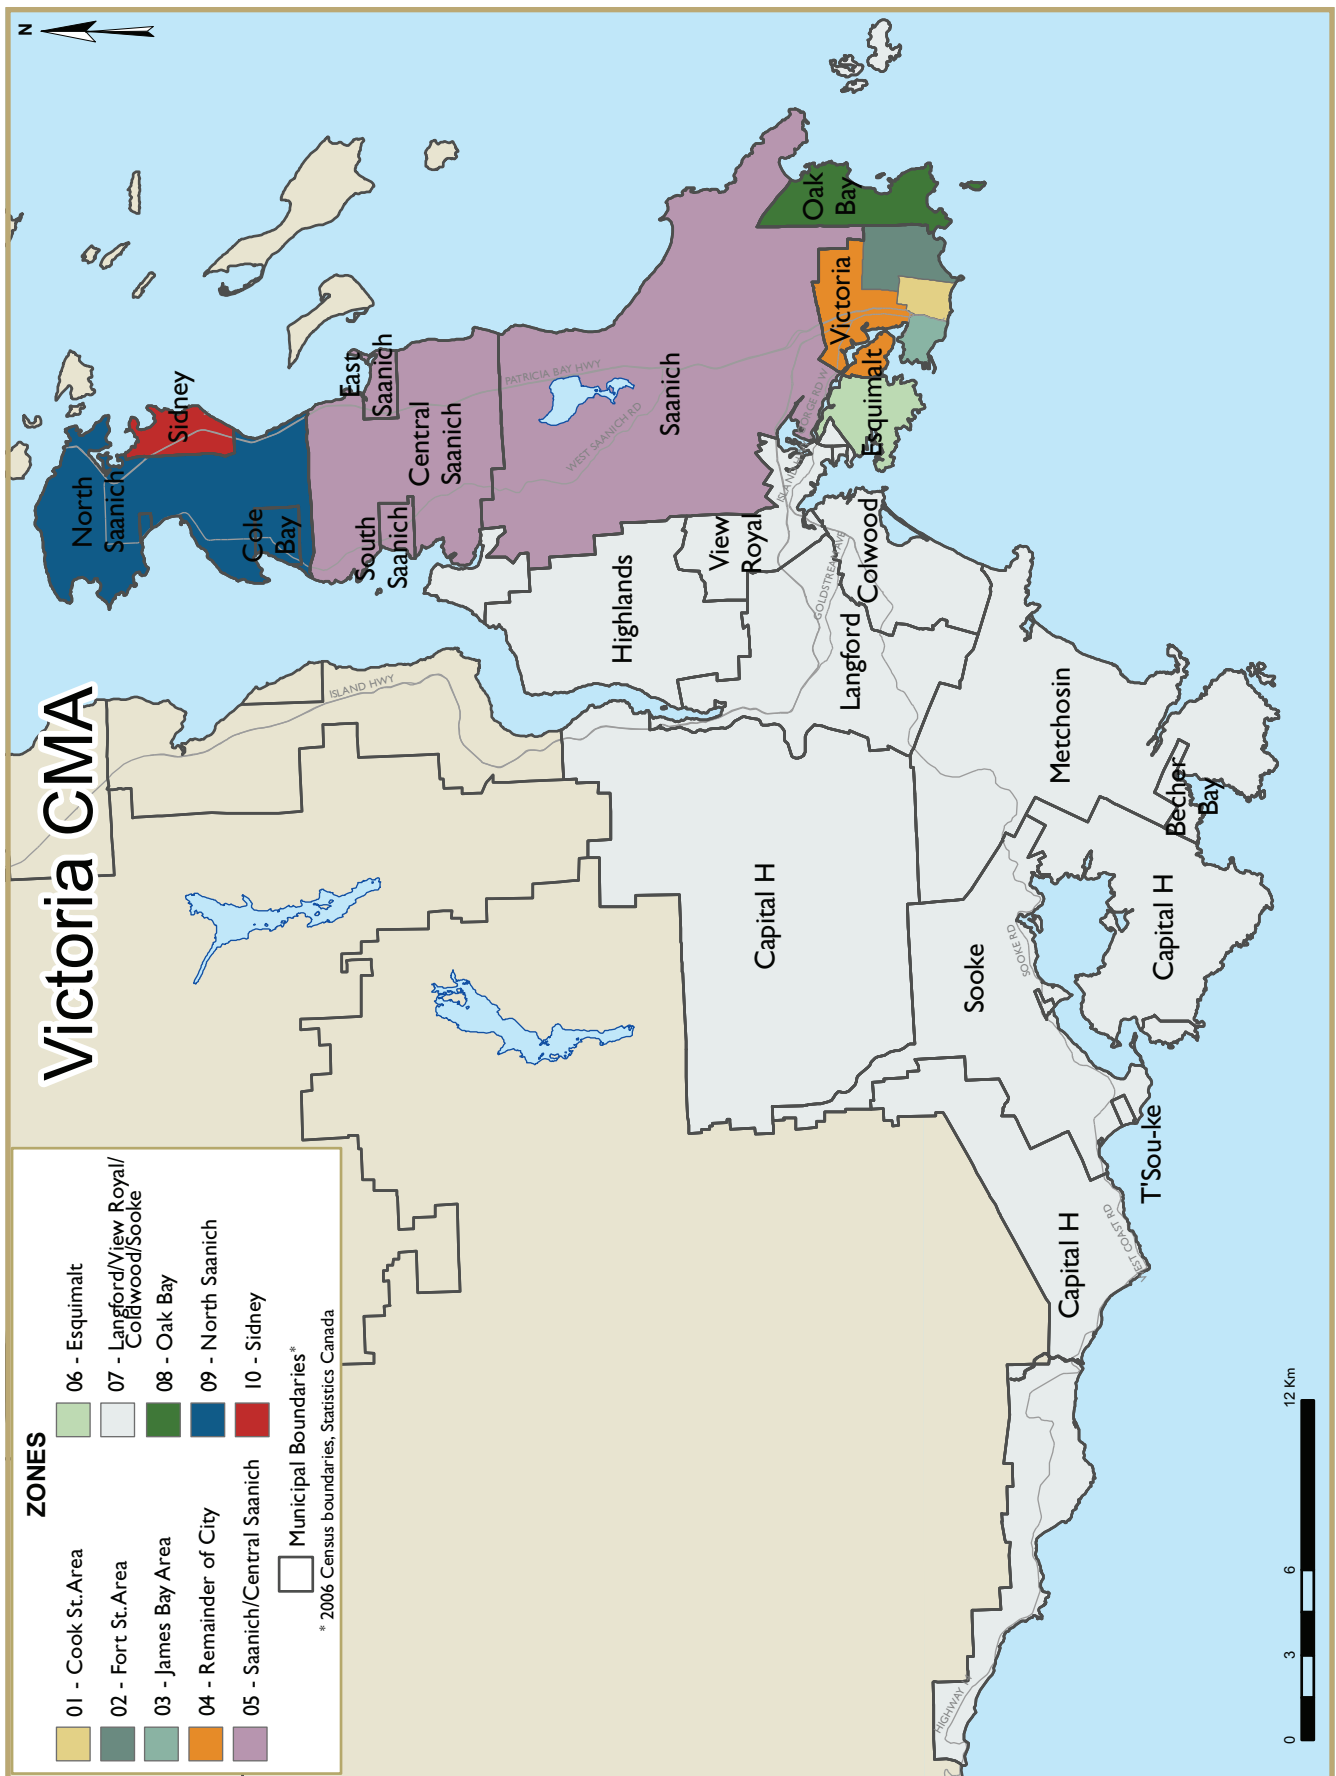 Victoria CMA
N
ZONES
01 - Cook St. Area
02 - Fort St. Area
03 - James Bay Area
04 - Remainder of City
05 - Saanich/Central Saanich
06 - Esquimalt
07 - Langford/View Royal/
Coldwood/Sooke
08 - Oak Bay
09 - North Saanich
10 - Sidney
Municipal Boundaries*
* 2006 Census boundaries, Statistics Canada
North
Saanich
Sidney
Cole
Bay
East
Saanich
Central
Saanich
South
Saanich
PATRICIA BAY HWY
WEST SAANICH RD
Saanich
Oak
Bay
Victoria
Esquimalt
Highlands
View
Royal
GOLDSTREAM AVE
Colwood
Langford
ISLAND HWY
Metchosin
Becher
Bay
Capital H
Capital H
Sooke
SOOKE RD
T'Sou-ke
Capital H
WEST COAST RD
HIGHWAY
0 3 6 12 Km